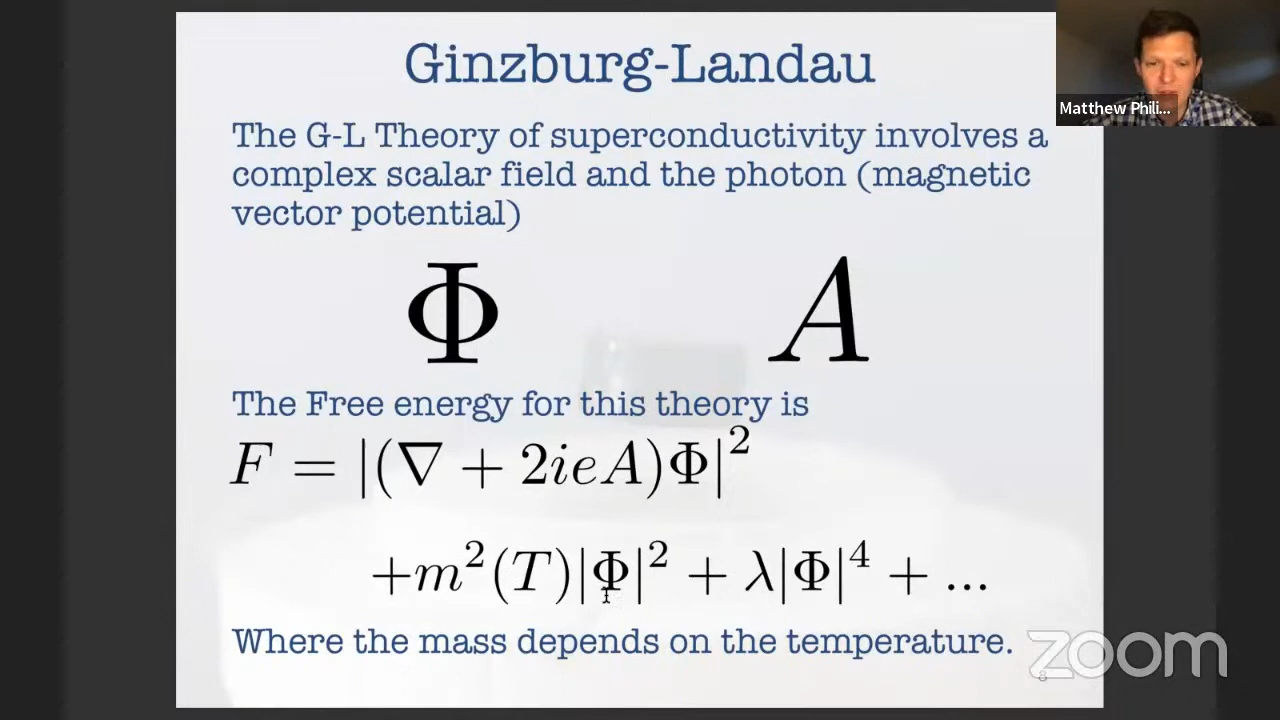 Ginzburg-Landau
Matthew Phili...
The G-L Theory of superconductivity involves a
complex scalar field and the photon (magnetic
vector potential)
Φ A
The Free energy for this theory is
F = |(∇ + 2ieA)Φ|²
+m²(T)|Φ|² + λ|Φ|⁴ + ...
Where the mass depends on the temperature.
zoom
8